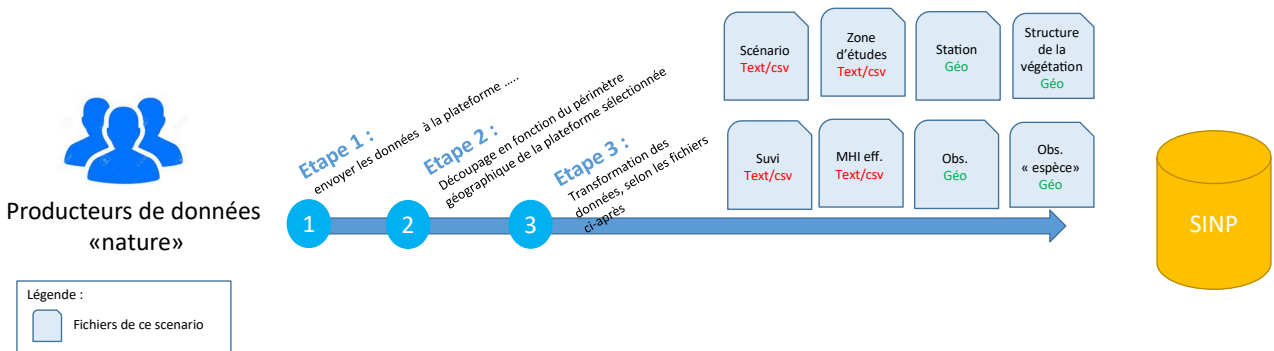 Producteurs de données
«nature»
Légende :
Fichiers de ce scenario
Etape 1 :
envoyer les données à la plateforme .....
Etape 2 :
Découpage en fonction du périmètre
géographique de la plateforme sélectionnée
Etape 3 :
Transformation des
données, selon les fichiers
ci-après
1
2
3
Scénario
Text/csv
Zone
d’études
Text/csv
Station
Géo
Structure
de la
végétation
Géo
Suvi
Text/csv
MHI eff.
Text/csv
Obs.
Géo
Obs.
« espèce»
Géo
SINP